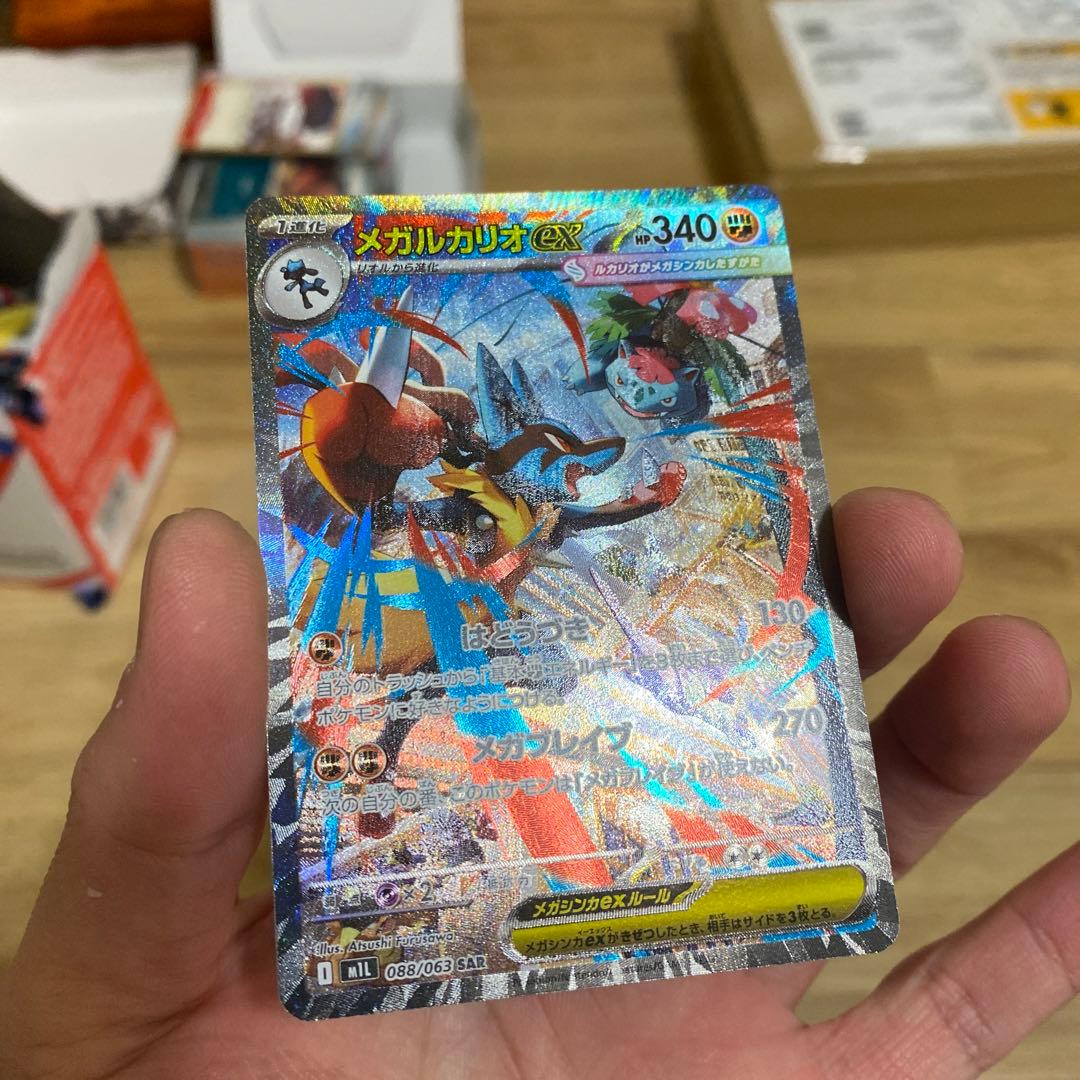 1進化
メガルカリオex
HP340
リオルから進化
ルカリオがメガシンカしたすがた
はどうづき 130
自分のトラッシュから「基本エネルギー」を3枚まで選び、ベンチ
ポケモンに好きなようにつける。
メガブレイブ 270
次の自分の番、このポケモンは「メガブレイブ」が使えない。
×2
メガシンカexルール
メガシンカexがきぜつしたとき、相手はサイドを3枚とる。
Illus. Atsushi Furusawa
I M1L 088/063 SAR